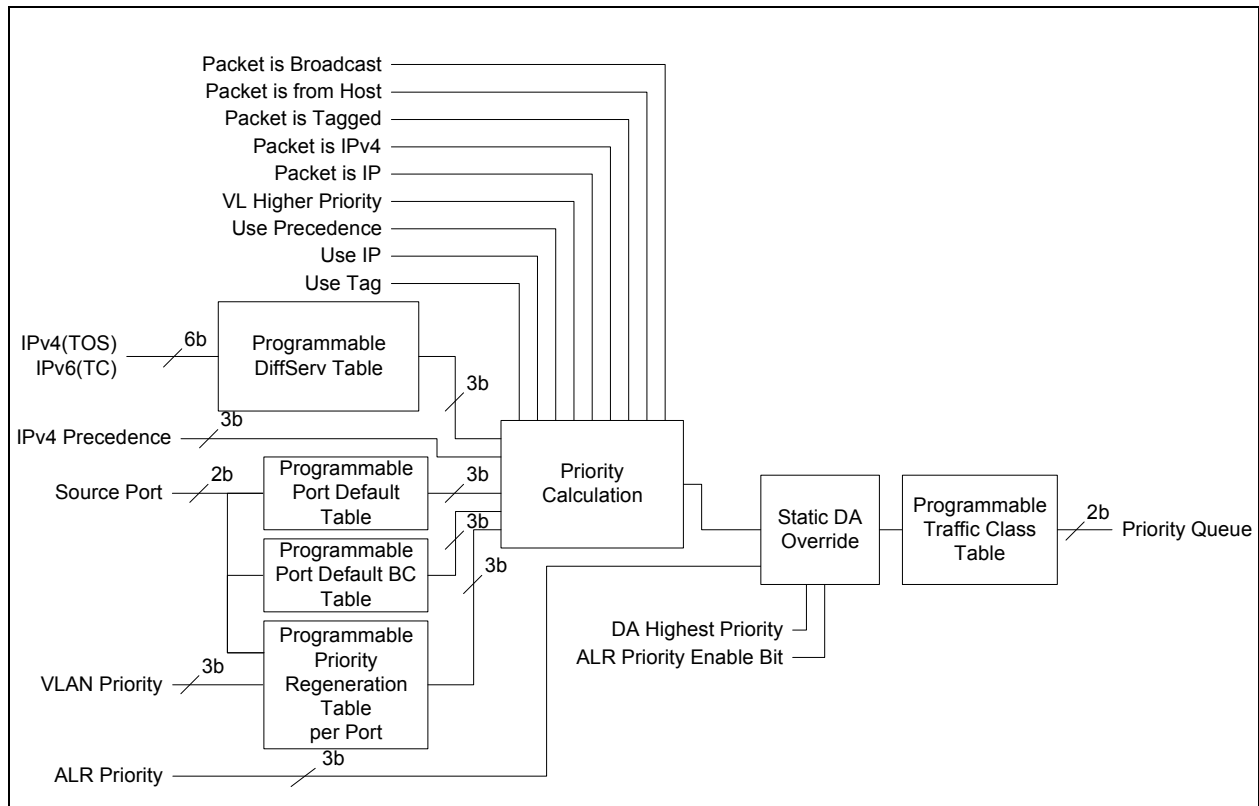 Packet is Broadcast
Packet is from Host
Packet is Tagged
Packet is IPv4
Packet is IP
VL Higher Priority
Use Precedence
Use IP
Use Tag
IPv4(TOS)
IPv6(TC)
6b
Programmable
DiffServ Table
3b
IPv4 Precedence
3b
Source Port
2b
Programmable
Port Default
Table
3b
Programmable
Port Default BC
Table
3b
VLAN Priority
3b
Programmable
Priority
Regeneration
Table
per Port
3b
ALR Priority
3b
Priority
Calculation
Static DA
Override
DA Highest Priority
ALR Priority Enable Bit
Programmable
Traffic Class
Table
2b
Priority Queue